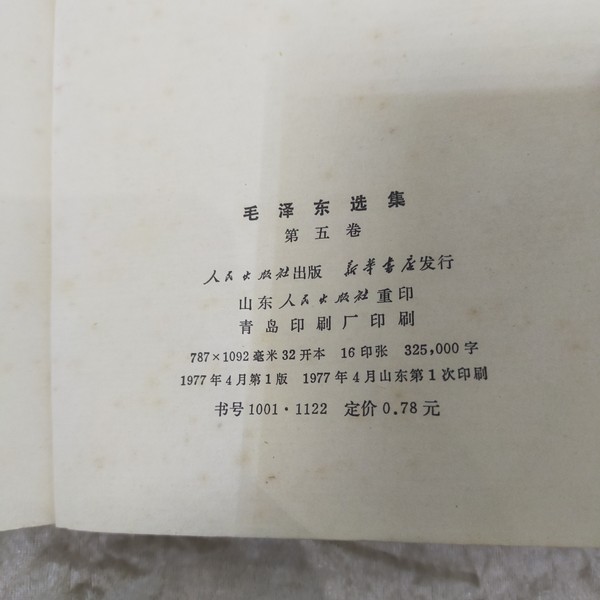 毛泽东选集
第五卷
人民出版社出版 新华书店发行
山东人民出版社重印
青岛印刷厂印刷
787×1092毫米32开本 16印张 325,000字
1977年4月第1版 1977年4月山东第1次印刷
书号1001·1122 定价0.78元